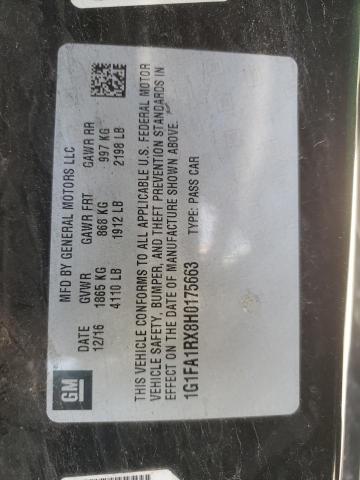 GM
MFD BY GENERAL MOTORS LLC
DATE GVWR GAWR FRT GAWR RR
12/16 1865 KG 868 KG 997 KG
4110 LB 1912 LB 2198 LB
THIS VEHICLE CONFORMS TO ALL APPLICABLE U.S. FEDERAL MOTOR
VEHICLE SAFETY, BUMPER, AND THEFT PREVENTION STANDARDS IN
EFFECT ON THE DATE OF MANUFACTURE SHOWN ABOVE.
1G1FA1RX8H0175663 TYPE: PASS CAR